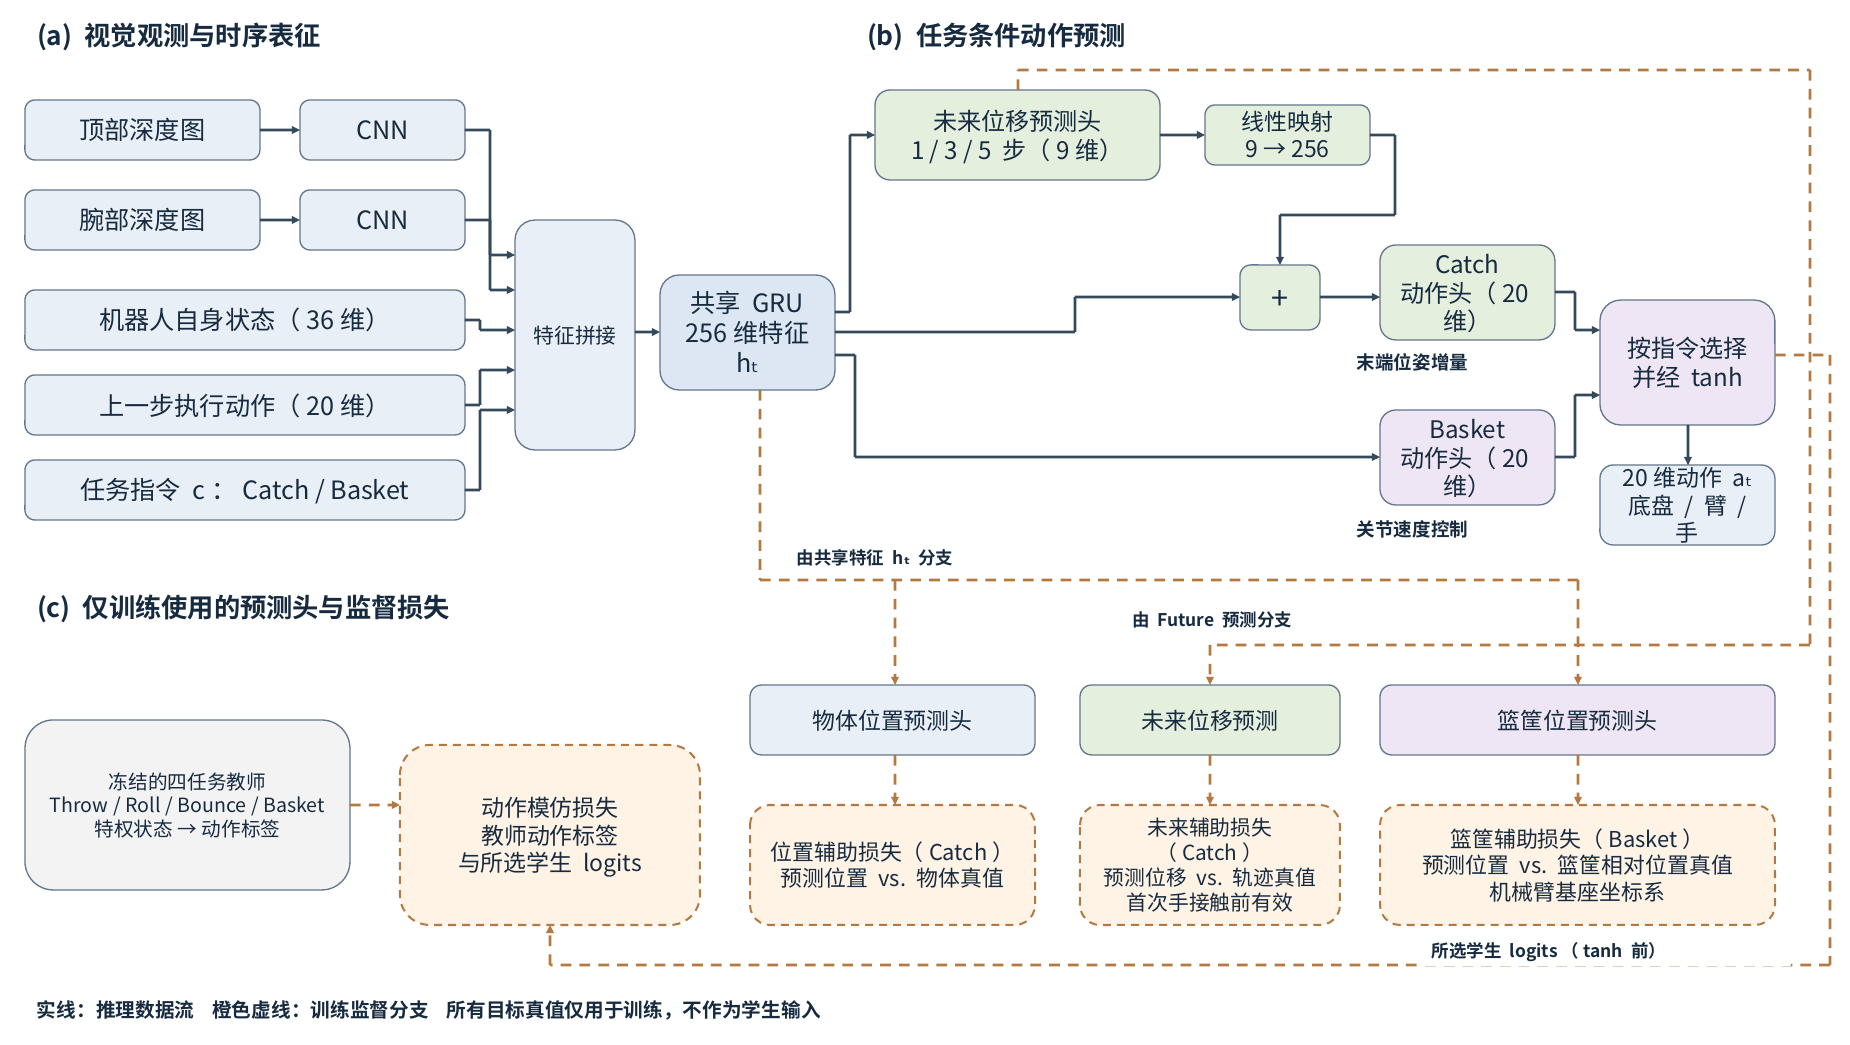 (a) 视觉观测与时序表征
(b) 任务条件动作预测
顶部深度图
CNN
腕部深度图
CNN
机器人自身状态（36 维）
上一步执行动作（20 维）
任务指令 c： Catch / Basket
特征拼接
共享 GRU
256 维特征
hₜ
未来位移预测头
1 / 3 / 5 步（9 维）
线性映射
9 → 256
+
Catch
动作头（20
维）
末端位姿增量
Basket
动作头（20
维）
关节速度控制
按指令选择
并经 tanh
20 维动作 aₜ
底盘 / 臂 /
手
由共享特征 hₜ 分支
由 Future 预测分支
(c) 仅训练使用的预测头与监督损失
冻结的四任务教师
Throw / Roll / Bounce / Basket
特权状态 → 动作标签
动作模仿损失
教师动作标签
与所选学生 logits
物体位置预测头
未来位移预测
篮筐位置预测头
位置辅助损失（Catch）
预测位置 vs. 物体真值
未来辅助损失
（Catch）
预测位移 vs. 轨迹真值
首次手接触前有效
篮筐辅助损失（Basket）
预测位置 vs. 篮筐相对位置真值
机械臂基座坐标系
所选学生 logits（tanh 前）
实线：推理数据流 橙色虚线：训练监督分支 所有目标真值仅用于训练，不作为学生输入